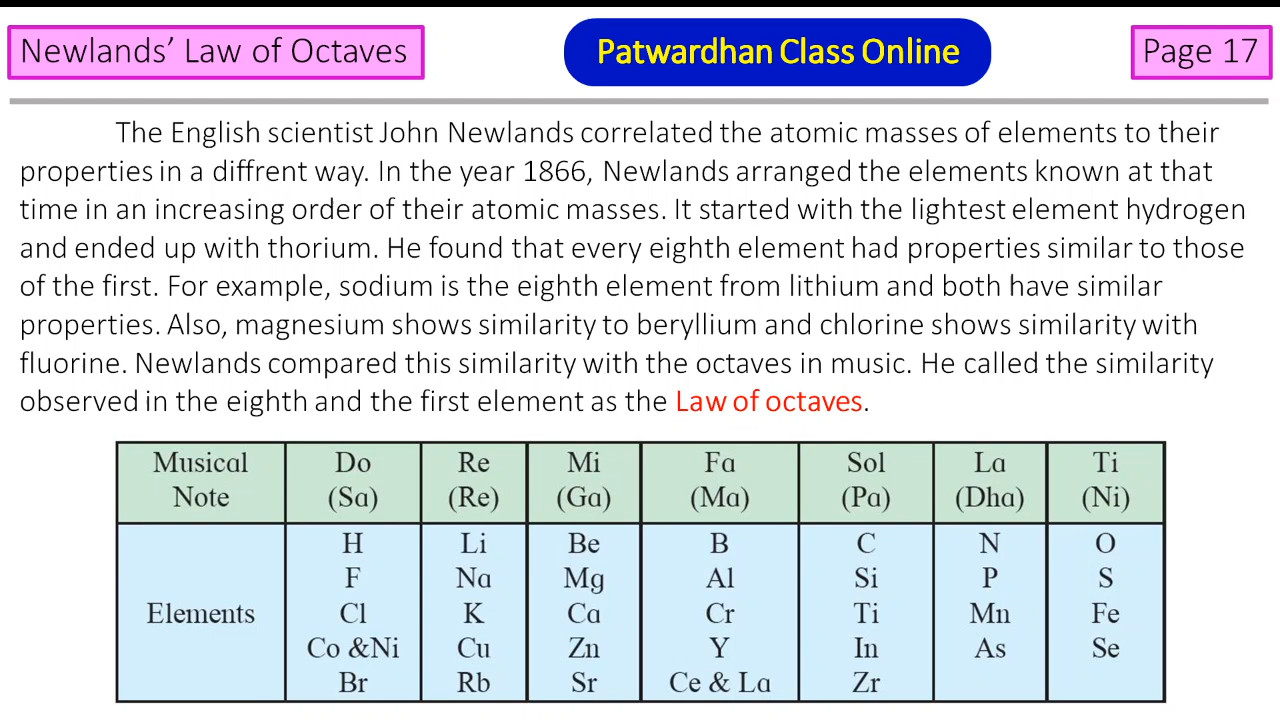 Newlands’ Law of Octaves
Patwardhan Class Online
Page 17
The English scientist John Newlands correlated the atomic masses of elements to their
properties in a diffrent way. In the year 1866, Newlands arranged the elements known at that
time in an increasing order of their atomic masses. It started with the lightest element hydrogen
and ended up with thorium. He found that every eighth element had properties similar to those
of the first. For example, sodium is the eighth element from lithium and both have similar
properties. Also, magnesium shows similarity to beryllium and chlorine shows similarity with
fluorine. Newlands compared this similarity with the octaves in music. He called the similarity
observed in the eighth and the first element as the Law of octaves.
Musical Do Re Mi Fa Sol La Ti
Note (Sa) (Re) (Ga) (Ma) (Pa) (Dha) (Ni)
H Li Be B C N O
F Na Mg Al Si P S
Elements Cl K Ca Cr Ti Mn Fe
Co &Ni Cu Zn Y In As Se
Br Rb Sr Ce & La Zr